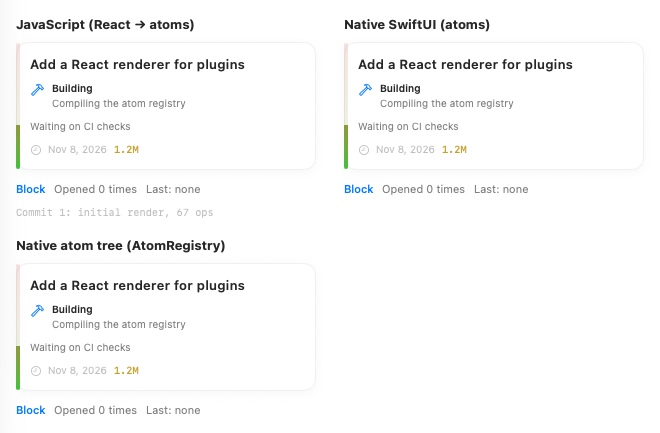 JavaScript (React → atoms)
Add a React renderer for plugins
Building
Compiling the atom registry
Waiting on CI checks
Nov 8, 2026 1.2M
Block Opened 0 times Last: none
Commit 1: initial render, 67 ops
Native SwiftUI (atoms)
Add a React renderer for plugins
Building
Compiling the atom registry
Waiting on CI checks
Nov 8, 2026 1.2M
Block Opened 0 times Last: none
Native atom tree (AtomRegistry)
Add a React renderer for plugins
Building
Compiling the atom registry
Waiting on CI checks
Nov 8, 2026 1.2M
Block Opened 0 times Last: none